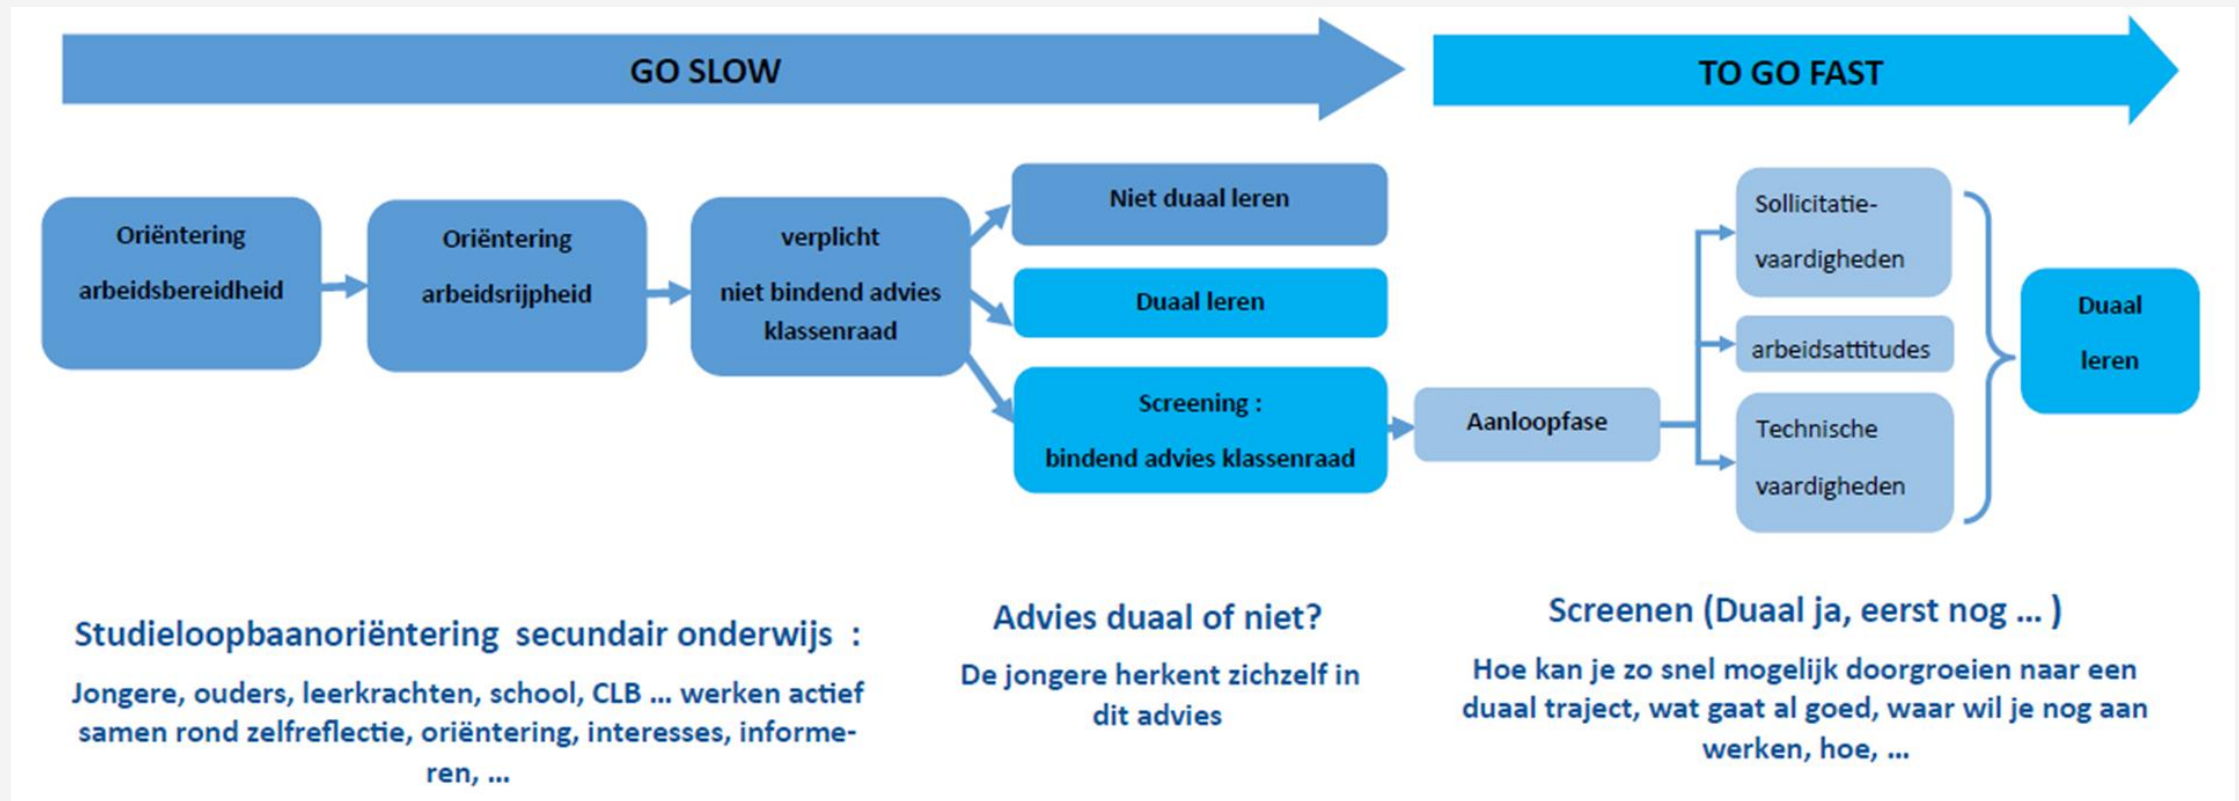 GO SLOW
TO GO FAST
Oriëntering
arbeidsbereidheid
Oriëntering
arbeidsrijpheid
verplicht
niet bindend advies
klassenraad
Niet duaal leren
Duaal leren
Screening :
bindend advies klassenraad
Aanloopfase
Sollicitatie-
vaardigheden
arbeidsattitudes
Technische
vaardigheden
Duaal
leren
Studieloopbaanoriëntering secundair onderwijs :
Jongere, ouders, leerkrachten, school, CLB ... werken actief
samen rond zelfreflectie, oriëntering, interesses, informe-
ren, ...
Advies duaal of niet?
De jongere herkent zichzelf in
dit advies
Screenen (Duaal ja, eerst nog ... )
Hoe kan je zo snel mogelijk doorgroeien naar een
duaal traject, wat gaat al goed, waar wil je nog aan
werken, hoe, ...